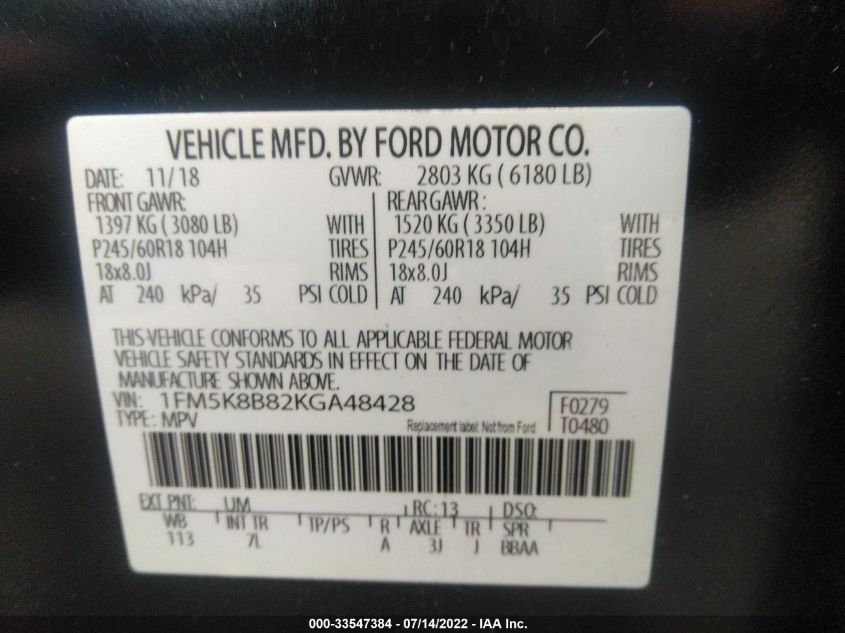 VEHICLE MFD. BY FORD MOTOR CO.
DATE: 11/18 GVWR: 2803 KG ( 6180 LB)
FRONT GAWR: REAR GAWR :
1397 KG ( 3080 LB) WITH 1520 KG ( 3350 LB) WITH
P245/60R18 104H TIRES P245/60R18 104H TIRES
18x8.0J RIMS 18x8.0J RIMS
AT 240 kPa/ 35 PSI COLD AT 240 kPa/ 35 PSI COLD
THIS VEHICLE CONFORMS TO ALL APPLICABLE FEDERAL MOTOR
VEHICLE SAFETY STANDARDS IN EFFECT ON THE DATE OF
MANUFACTURE SHOWN ABOVE.
VIN: 1FM5K8B82KGA48428 F0279
TYPE: MPV Replacement label: Not from Ford T0480
EXT PNT: UM RC: 13 DSO:
WB INT TR TP/PS R AXLE TR SPR
113 7L A 3J J BBAA
000-33547384 - 07/14/2022 - IAA Inc.